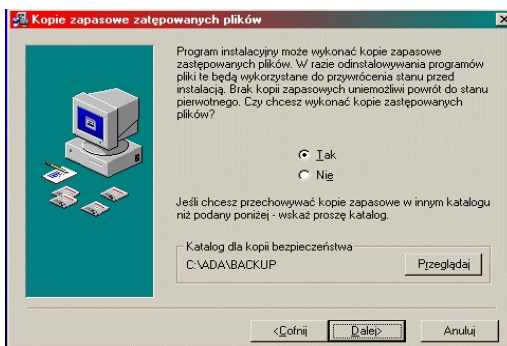 Kopie zapasowe zatępowanych plików
Program instalacyjny może wykonać kopie zapasowe
zastępowanych plików. W razie odinstalowywania programów
pliki te będą wykorzystane do przywrócenia stanu przed
instalacją. Brak kopii zapasowych uniemożliwi powrót do stanu
pierwotnego. Czy chcesz wykonać kopie zastępowanych
plików?
Tak
Nie
Jeśli chcesz przechowywać kopie zapasowe w innym katalogu
niż podany poniżej - wskaż proszę katalog.
Katalog dla kopii bezpieczeństwa
C:\ADA\BACKUP
Przeglądaj
<Cofnij
Dalej>
Anuluj